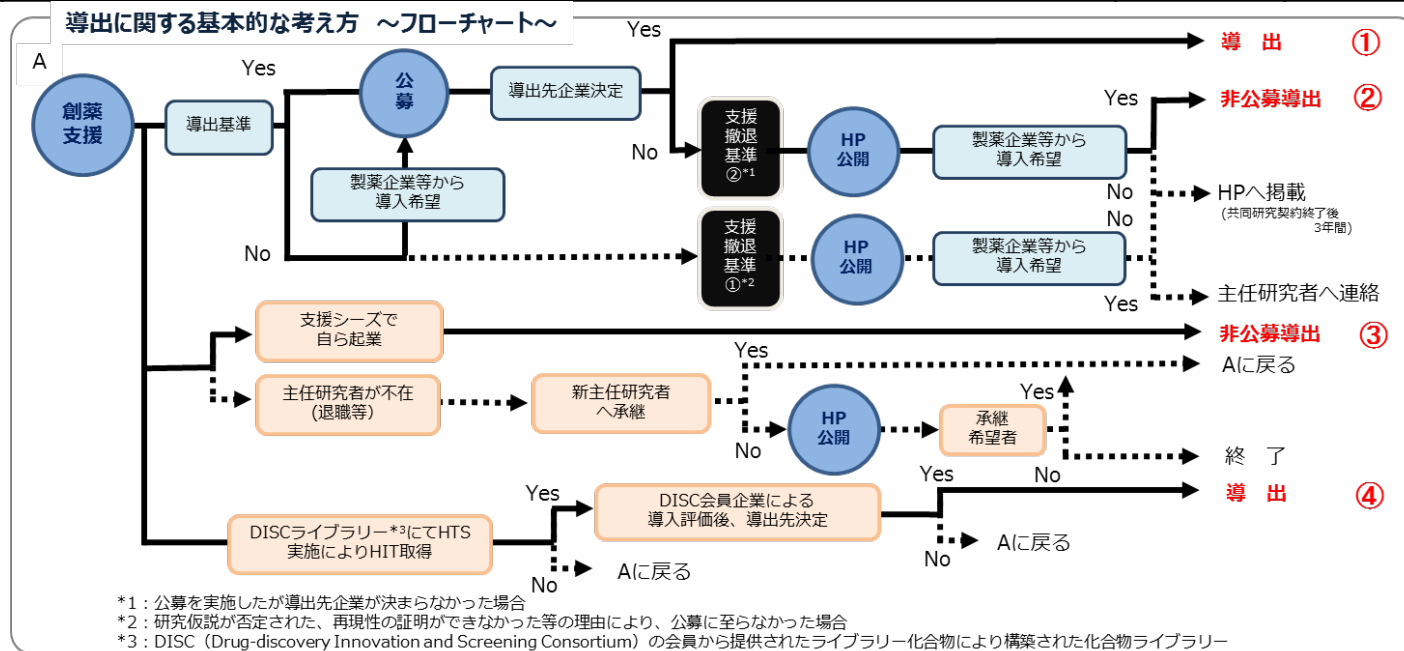 導出に関する基本的な考え方 ～フローチャート～
A
創薬
支援
導出基準
Yes
No
公
募
製薬企業等から
導入希望
導出先企業決定
Yes
No
導 出 ①
支援
撤退
基準
②*1
HP
公開
製薬企業等から
導入希望
Yes
非公募導出 ②
No
HPへ掲載
(共同研究契約終了後
3年間)
支援
撤退
基準
①*2
HP
公開
製薬企業等から
導入希望
No
Yes
主任研究者へ連絡
支援シーズで
自ら起業
非公募導出 ③
主任研究者が不在
(退職等)
新主任研究者
へ承継
Yes
Aに戻る
No
HP
公開
承継
希望者
Yes
No
終 了
DISCライブラリー*3にてHTS
実施によりHIT取得
Yes
No
Aに戻る
DISC会員企業による
導入評価後、導出先決定
Yes
導 出 ④
No
Aに戻る
*1：公募を実施したが導出先企業が決まらなかった場合
*2：研究仮説が否定された、再現性の証明ができなかった等の理由により、公募に至らなかった場合
*3：DISC（Drug-discovery Innovation and Screening Consortium）の会員から提供されたライブラリー化合物により構築された化合物ライブラリー